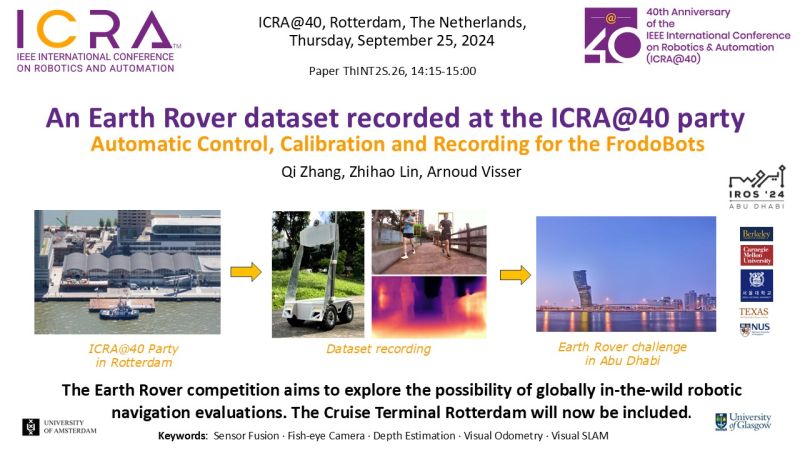 ICRA
TM
IEEE INTERNATIONAL CONFERENCE
ON ROBOTICS AND AUTOMATION
ICRA@40, Rotterdam, The Netherlands,
Thursday, September 25, 2024
Paper ThINT2S.26, 14:15-15:00
@
40
40th Anniversary
of the
IEEE International Conference
on Robotics & Automation
(ICRA@40)
An Earth Rover dataset recorded at the ICRA@40 party
Automatic Control, Calibration and Recording for the FrodoBots
Qi Zhang, Zhihao Lin, Arnoud Visser
IROS '24
ABU DHABI
Berkeley
Carnegie
Mellon
University
서울대학교
TEXAS
NUS
ICRA@40 Party
in Rotterdam
Dataset recording
Earth Rover challenge
in Abu Dhabi
The Earth Rover competition aims to explore the possibility of globally in-the-wild robotic
navigation evaluations. The Cruise Terminal Rotterdam will now be included.
UNIVERSITY
OF AMSTERDAM
Keywords: Sensor Fusion · Fish-eye Camera · Depth Estimation · Visual Odometry · Visual SLAM
University
of Glasgow